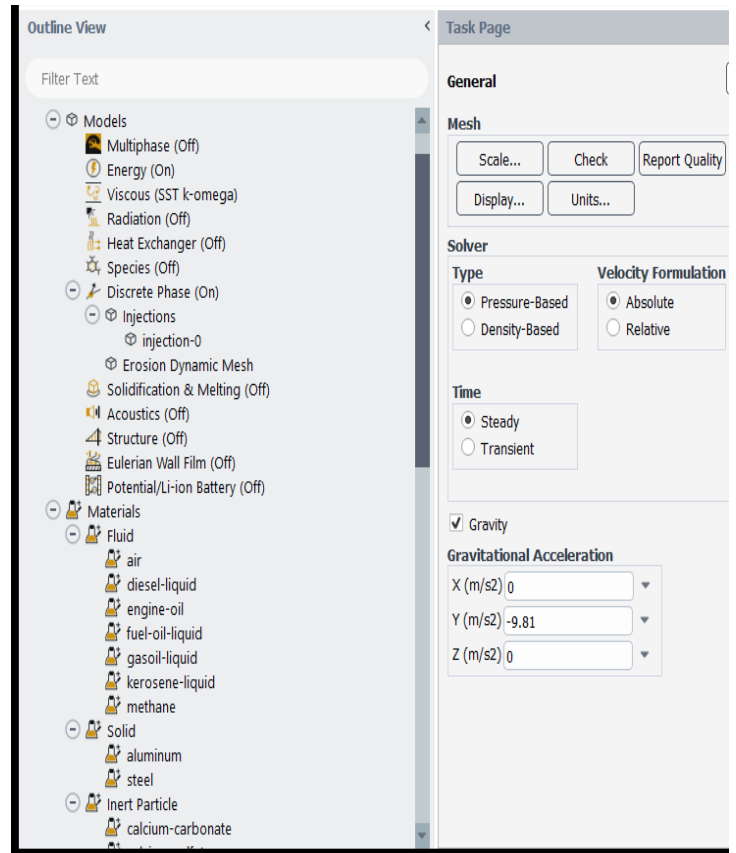 Outline View
Filter Text
Models
Multiphase (Off)
Energy (On)
Viscous (SST k-omega)
Radiation (Off)
Heat Exchanger (Off)
Species (Off)
Discrete Phase (On)
Injections
injection-0
Erosion Dynamic Mesh
Solidification & Melting (Off)
Acoustics (Off)
Structure (Off)
Eulerian Wall Film (Off)
Potential/Li-ion Battery (Off)
Materials
Fluid
air
diesel-liquid
engine-oil
fuel-oil-liquid
gasoil-liquid
kerosene-liquid
methane
Solid
aluminum
steel
Inert Particle
calcium-carbonate
Task Page
General
Mesh
Scale... Check Report Quality
Display... Units...
Solver
Type Velocity Formulation
Pressure-Based Absolute
Density-Based Relative
Time
Steady
Transient
Gravity
Gravitational Acceleration
X (m/s2) 0
Y (m/s2) -9.81
Z (m/s2) 0